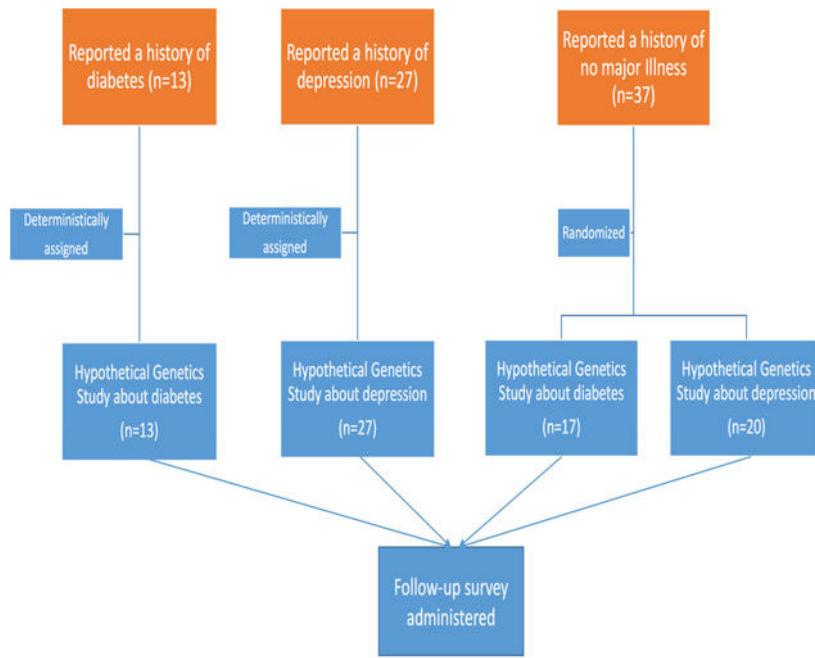 Reported a history of
diabetes (n=13)
Reported a history of
depression (n=27)
Reported a history of
no major Illness
(n=37)
Deterministically
assigned
Deterministically
assigned
Randomized
Hypothetical Genetics
Study about diabetes
(n=13)
Hypothetical Genetics
Study about depression
(n=27)
Hypothetical Genetics
Study about diabetes
(n=17)
Hypothetical Genetics
Study about depression
(n=20)
Follow-up survey
administered